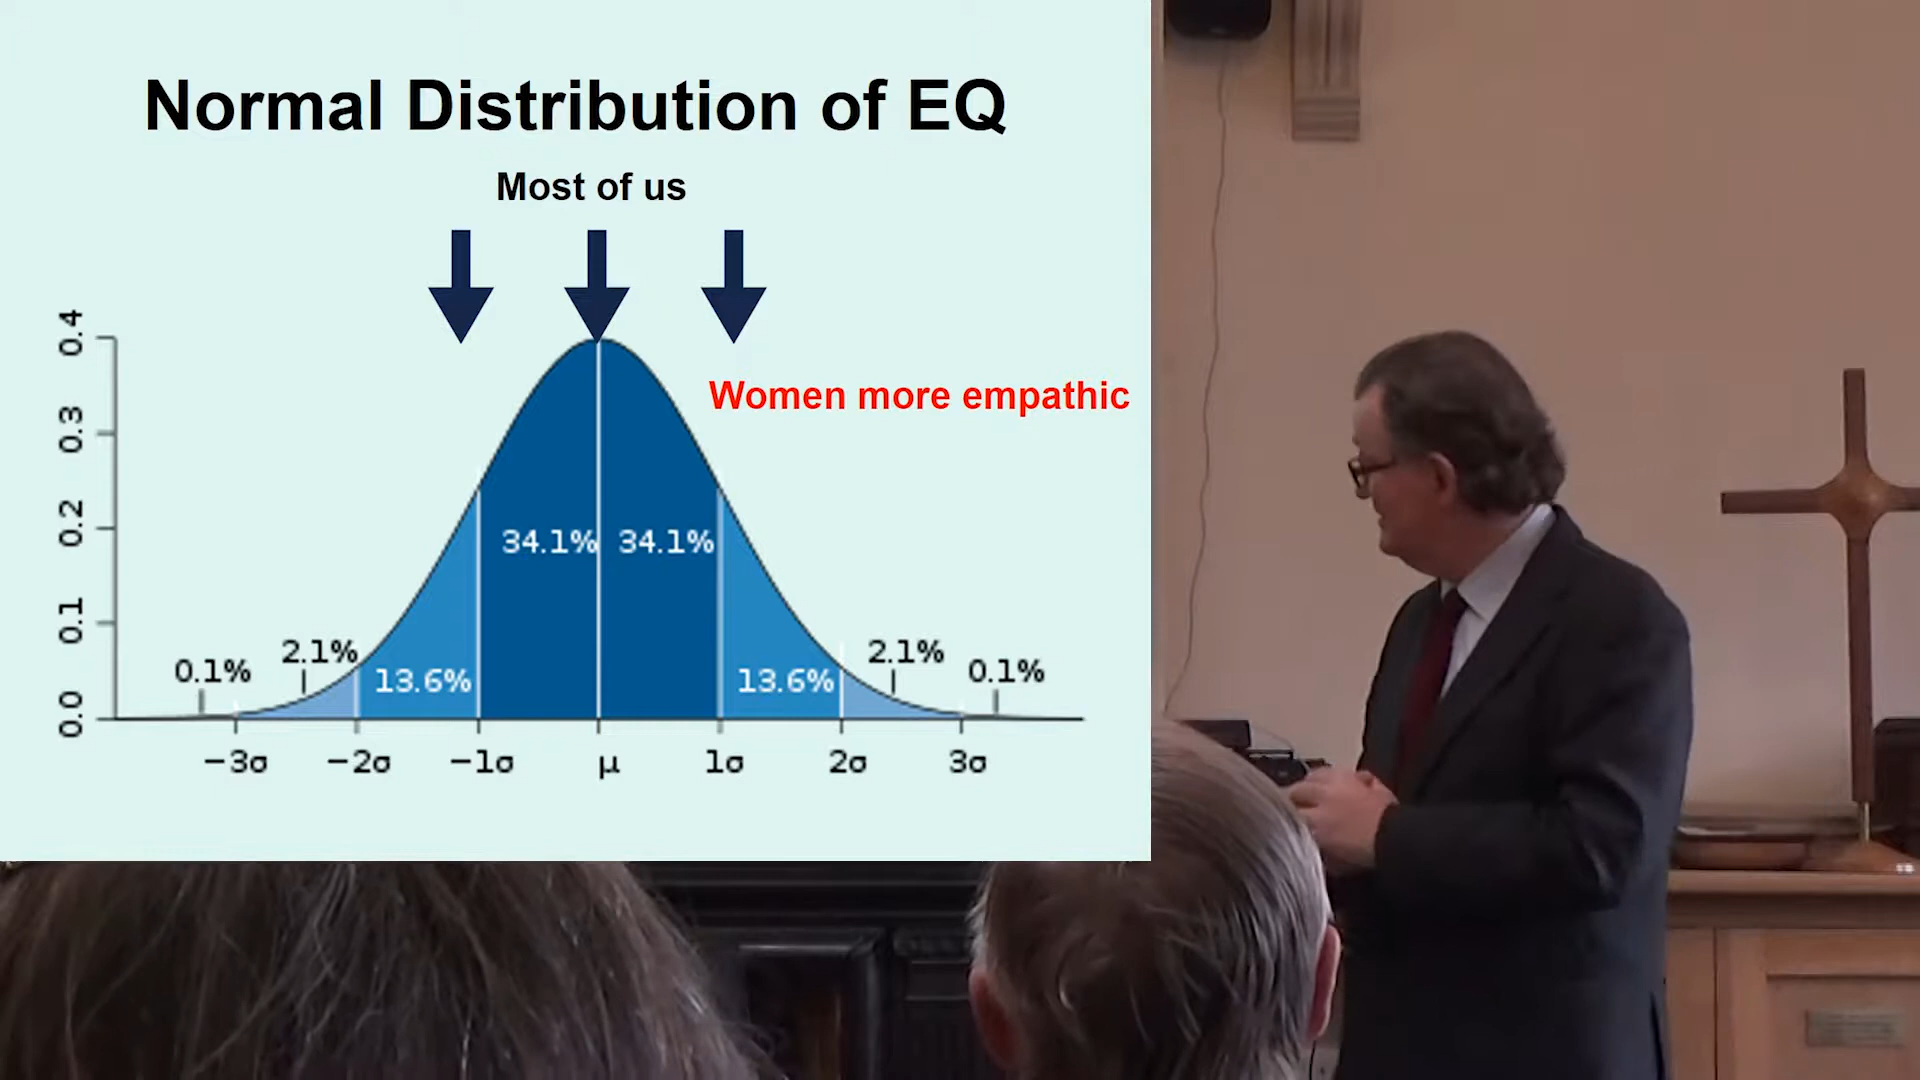 Normal Distribution of EQ
Most of us
Women more empathic
0.4
0.3
0.2
0.1
0.0
34.1% 34.1%
0.1% 2.1% 13.6% 13.6% 2.1% 0.1%
−3σ −2σ −1σ μ 1σ 2σ 3σ